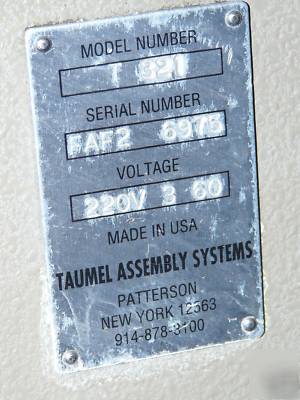 MODEL NUMBER
T 321
SERIAL NUMBER
FAF2 6973
VOLTAGE
220V 3 60
MADE IN USA
TAUMEL ASSEMBLY SYSTEMS
PATTERSON
NEW YORK 12563
914-878-3100